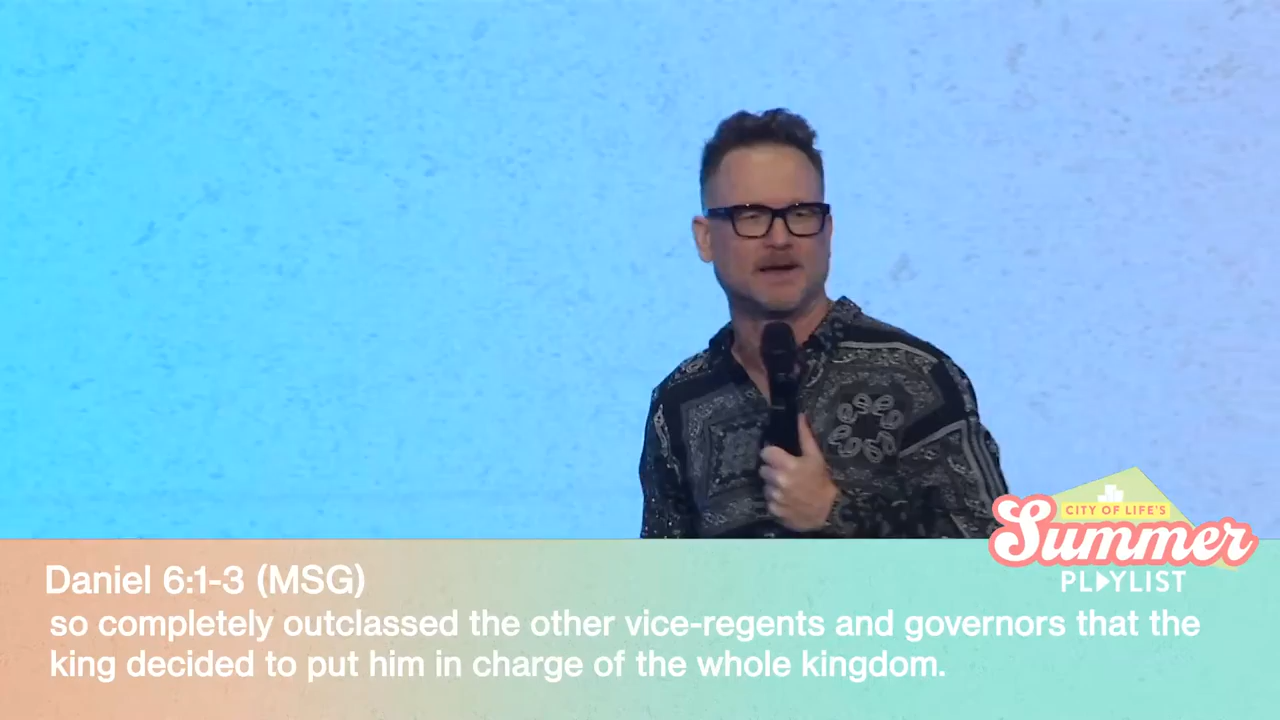 CITY OF LIFE'S
Summer
PLAYLIST
Daniel 6:1-3 (MSG)
so completely outclassed the other vice-regents and governors that the
king decided to put him in charge of the whole kingdom.